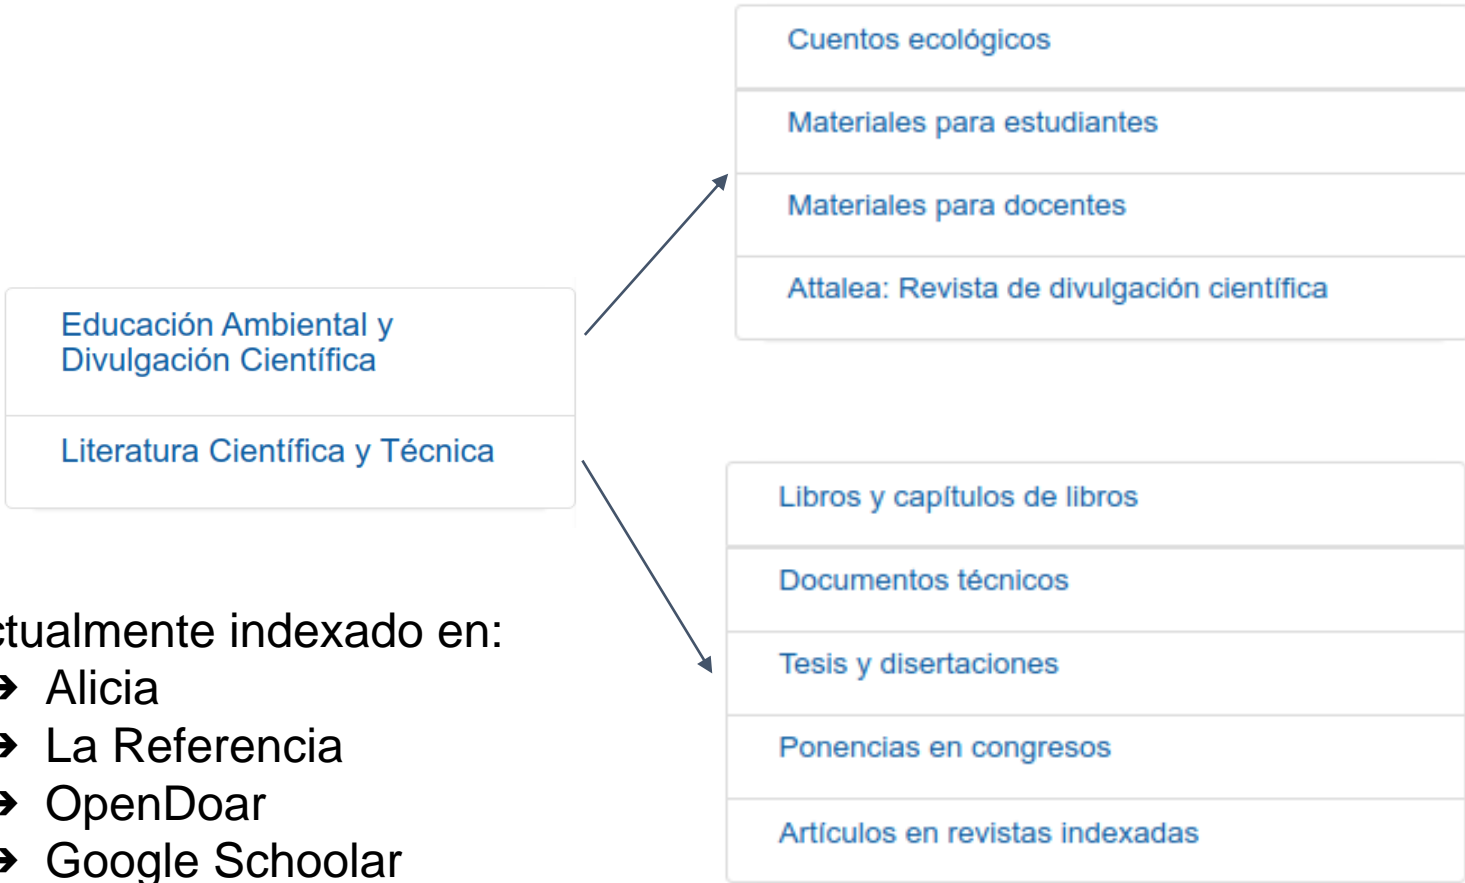 Educación Ambiental y
Divulgación Científica
Literatura Científica y Técnica
Cuentos ecológicos
Materiales para estudiantes
Materiales para docentes
Attalea: Revista de divulgación científica
Libros y capítulos de libros
Documentos técnicos
Tesis y disertaciones
Ponencias en congresos
Artículos en revistas indexadas
ctualmente indexado en:
➔ Alicia
➔ La Referencia
➔ OpenDoar
➔ Google Schoolar